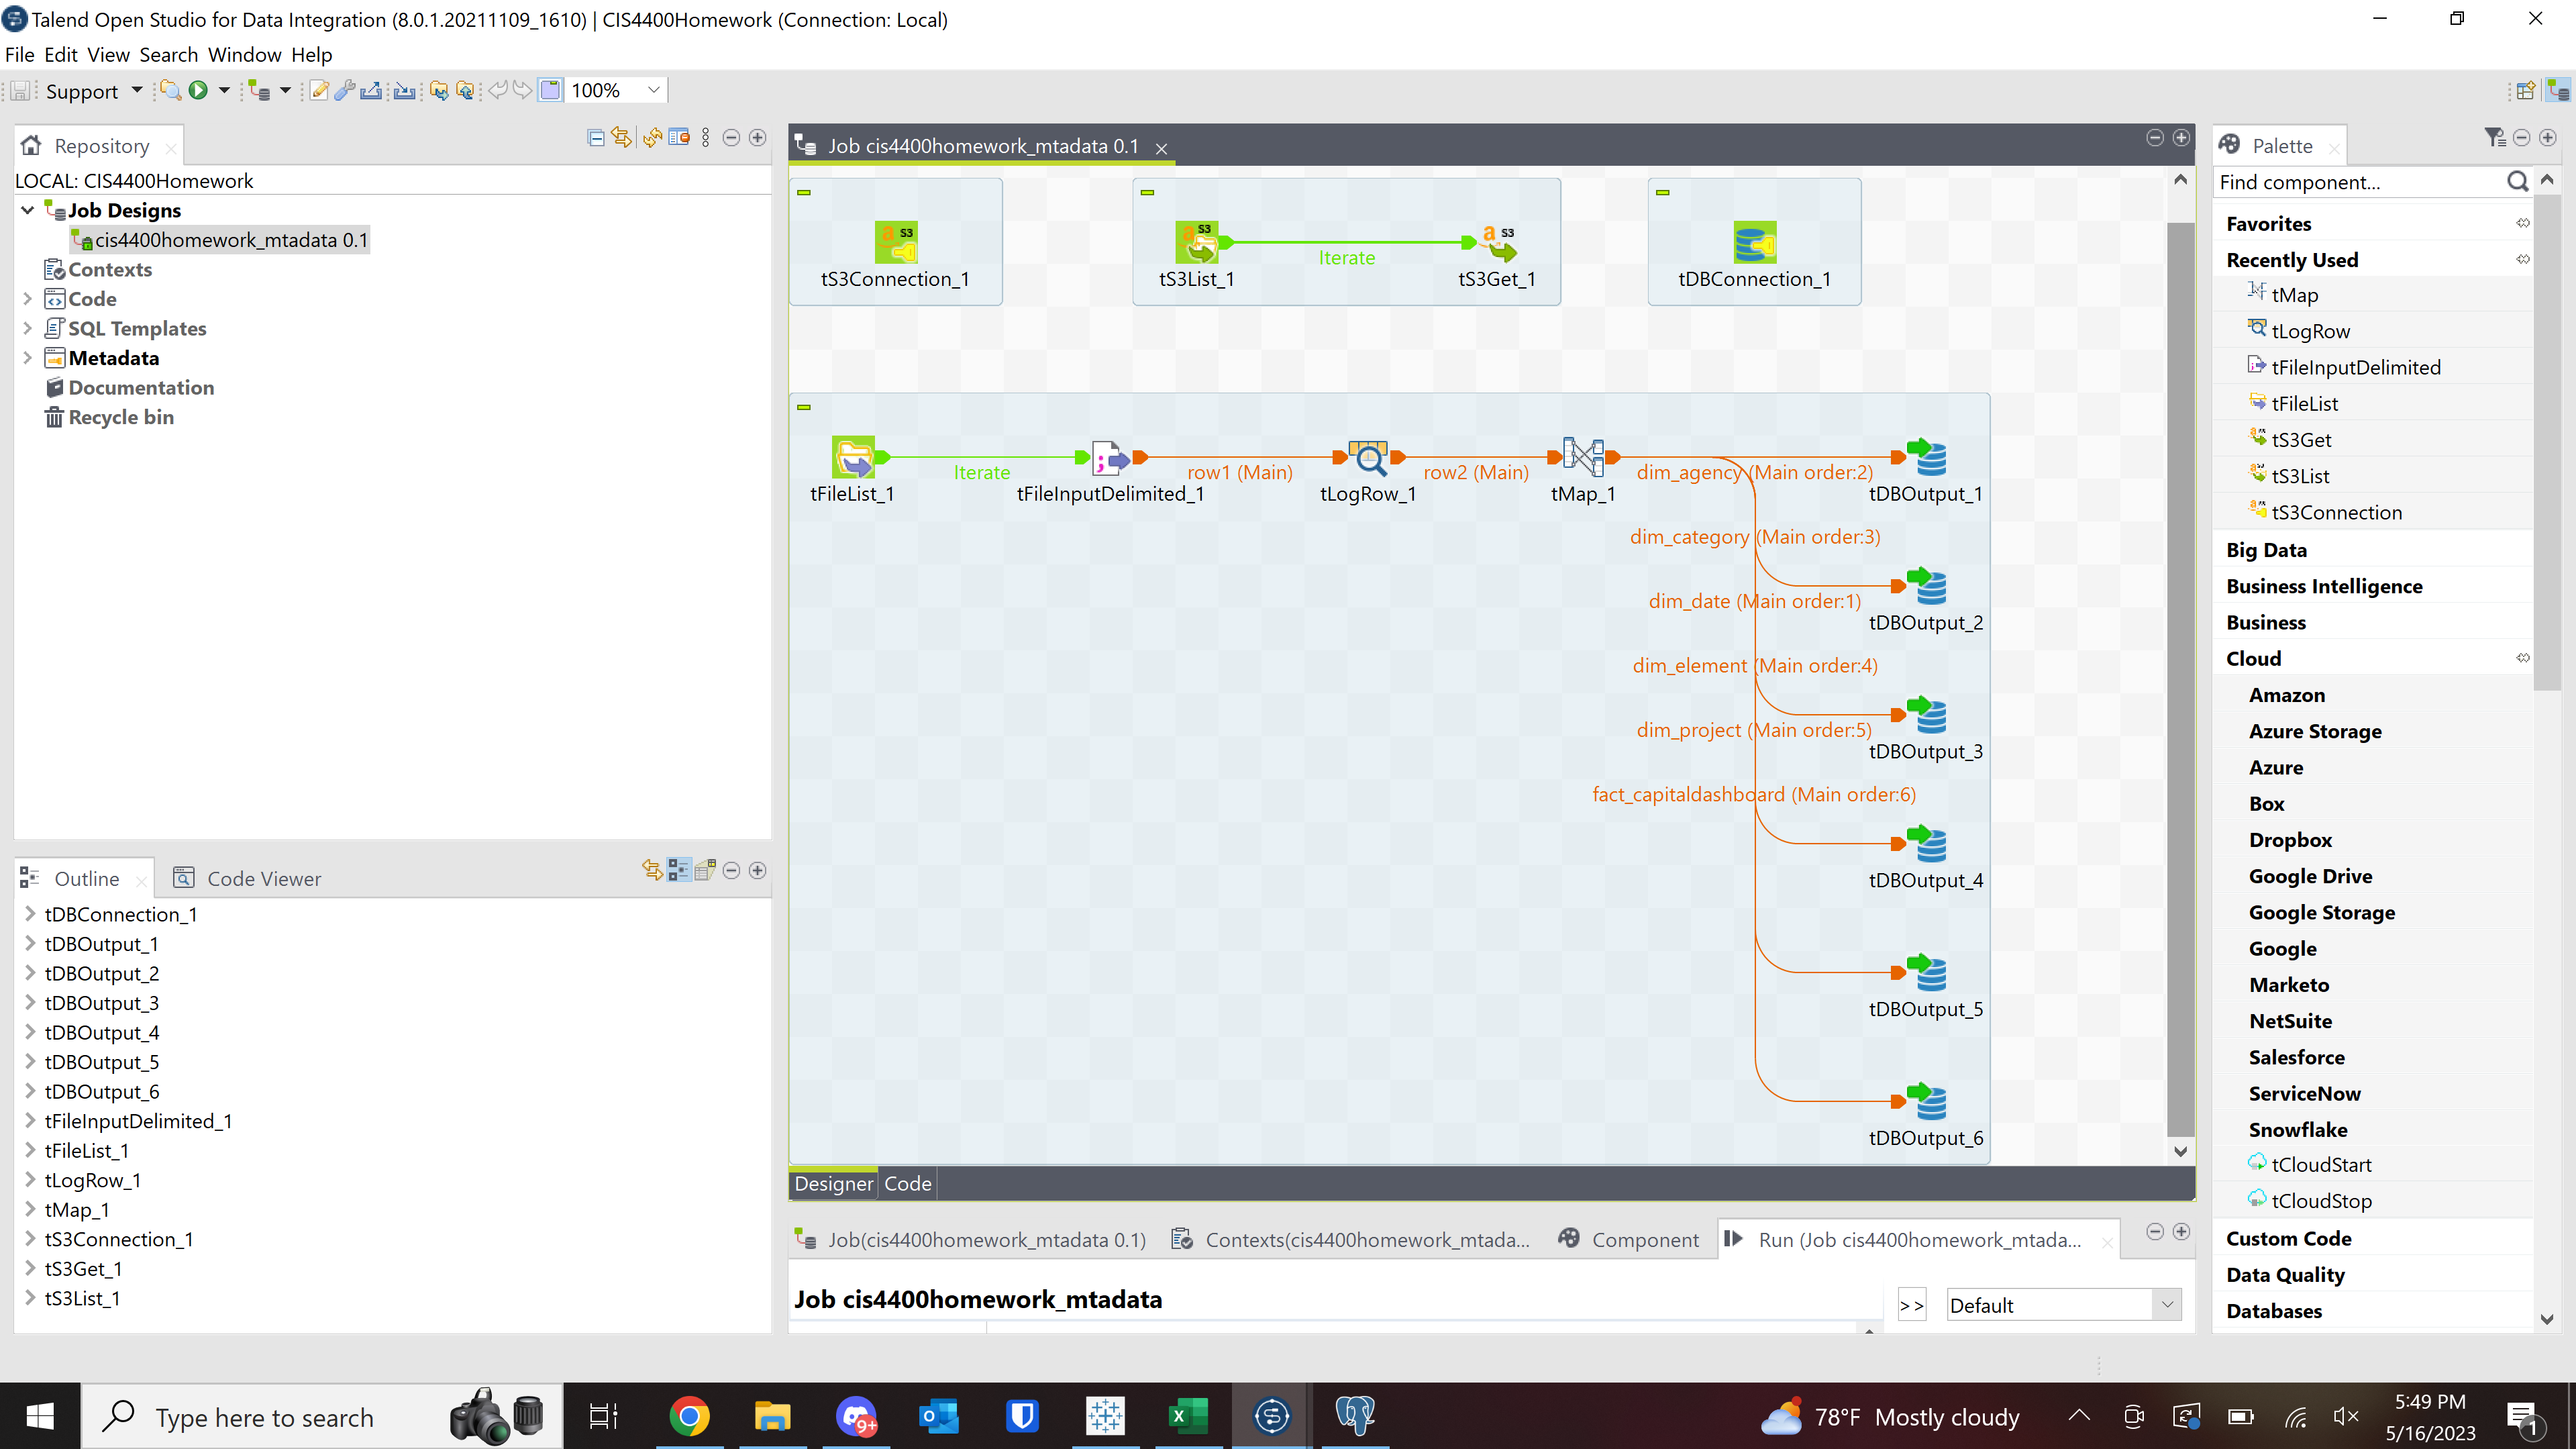 Talend Open Studio for Data Integration (8.0.1.20211109_1610) | CIS4400Homework (Connection: Local)
File Edit View Search Window Help
Support
100%
Repository
LOCAL: CIS4400Homework
Job Designs
cis4400homework_mtadata 0.1
Contexts
Code
SQL Templates
Metadata
Documentation
Recycle bin
Outline
Code Viewer
tDBConnection_1
tDBOutput_1
tDBOutput_2
tDBOutput_3
tDBOutput_4
tDBOutput_5
tDBOutput_6
tFileInputDelimited_1
tFileList_1
tLogRow_1
tMap_1
tS3Connection_1
tS3Get_1
tS3List_1
Job cis4400homework_mtadata 0.1
a S3
tS3Connection_1
a S3
tS3List_1
Iterate
a S3
tS3Get_1
tDBConnection_1
tFileList_1
Iterate
tFileInputDelimited_1
row1 (Main)
tLogRow_1
row2 (Main)
tMap_1
dim_agency (Main order:2)
tDBOutput_1
dim_category (Main order:3)
dim_date (Main order:1)
tDBOutput_2
dim_element (Main order:4)
dim_project (Main order:5)
tDBOutput_3
fact_capitaldashboard (Main order:6)
tDBOutput_4
tDBOutput_5
tDBOutput_6
Designer
Code
Job(cis4400homework_mtadata 0.1)
Contexts(cis4400homework_mtada...
Component
Run (Job cis4400homework_mtada...
Job cis4400homework_mtadata
>>
Default
Palette
Find component...
Favorites
Recently Used
tMap
tLogRow
tFileInputDelimited
tFileList
tS3Get
tS3List
tS3Connection
Big Data
Business Intelligence
Business
Cloud
Amazon
Azure Storage
Azure
Box
Dropbox
Google Drive
Google Storage
Google
Marketo
NetSuite
Salesforce
ServiceNow
Snowflake
tCloudStart
tCloudStop
Custom Code
Data Quality
Databases
Type here to search
9+
78°F Mostly cloudy
5:49 PM
5/16/2023
1